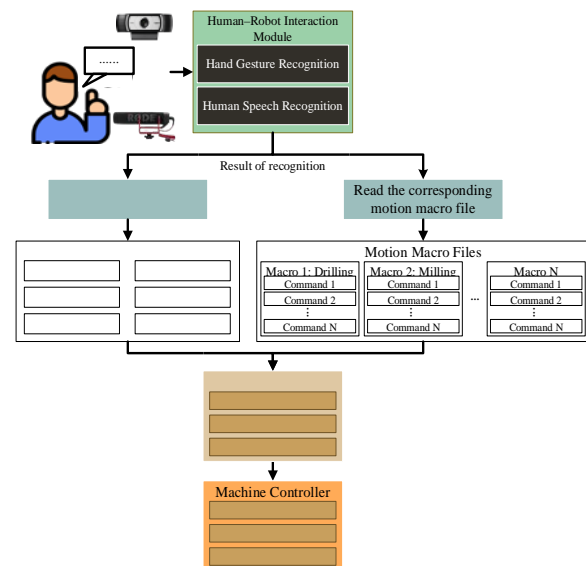 Human–Robot Interaction
Module
......
Hand Gesture Recognition
Human Speech Recognition
RODE
Result of recognition
Read the corresponding
motion macro file
Motion Macro Files
Macro 1: Drilling
Command 1
Command 2
⋮
Command N
Macro 2: Milling
Command 1
Command 2
⋮
Command N
...
Macro N
Command 1
Command 2
⋮
Command N
Machine Controller